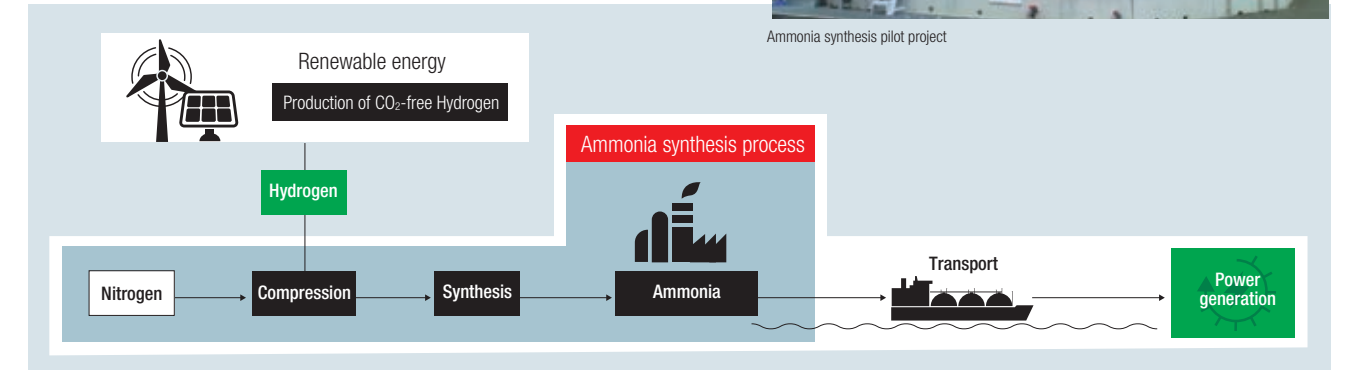 Ammonia synthesis pilot project
Renewable energy
Production of CO₂-free Hydrogen
Ammonia synthesis process
Hydrogen
Nitrogen
Compression
Synthesis
Ammonia
Transport
Power
generation